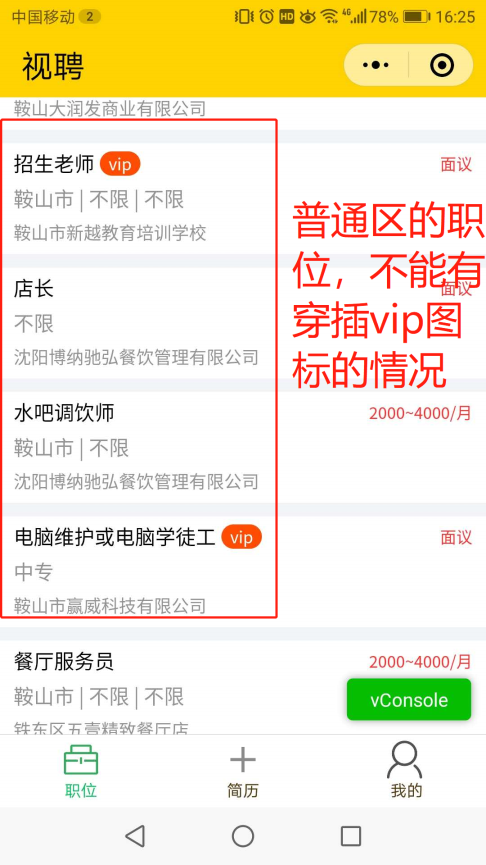 中国移动 2 HD 4G 78% 16:25
视聘
鞍山大润发商业有限公司
招生老师 vip 面议
鞍山市 | 不限 | 不限
鞍山市新越教育培训学校
普通区的职
位，不能有
穿插vip图
标的情况
店长 面议
不限
沈阳博纳驰弘餐饮管理有限公司
水吧调饮师 2000~4000/月
鞍山市 | 不限
沈阳博纳驰弘餐饮管理有限公司
电脑维护或电脑学徒工 vip 面议
中专
鞍山市赢威科技有限公司
餐厅服务员 2000~4000/月
鞍山市 | 不限 | 不限
铁东区五壹精致餐厅店
vConsole
职位 简历 我的